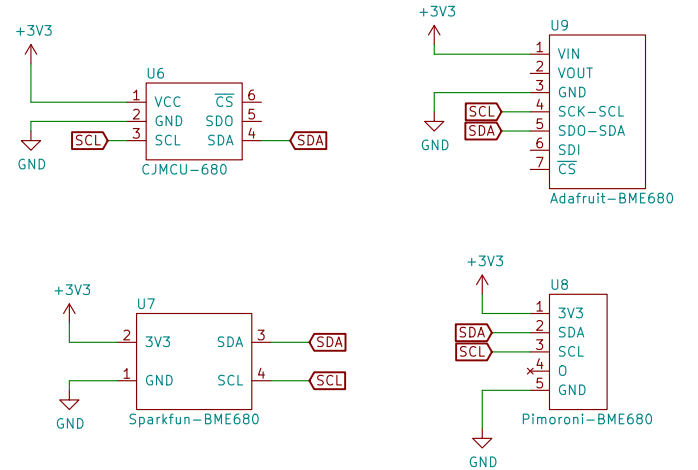 +3V3
U6
1 VCC
2 GND
3 SCL
CS 6
SDO 5
SDA 4
SCL
SDA
GND
CJMCU-680
+3V3
U9
1 VIN
2 VOUT
3 GND
4 SCK-SCL
5 SDO-SDA
6 SDI
7 CS
SCL
SDA
GND
Adafruit-BME680
+3V3
U7
2 3V3
1 GND
SDA 3
SCL 4
SDA
SCL
GND
Sparkfun-BME680
+3V3
U8
1 3V3
2 SDA
3 SCL
4 O
5 GND
SDA
SCL
Pimoroni-BME680
GND